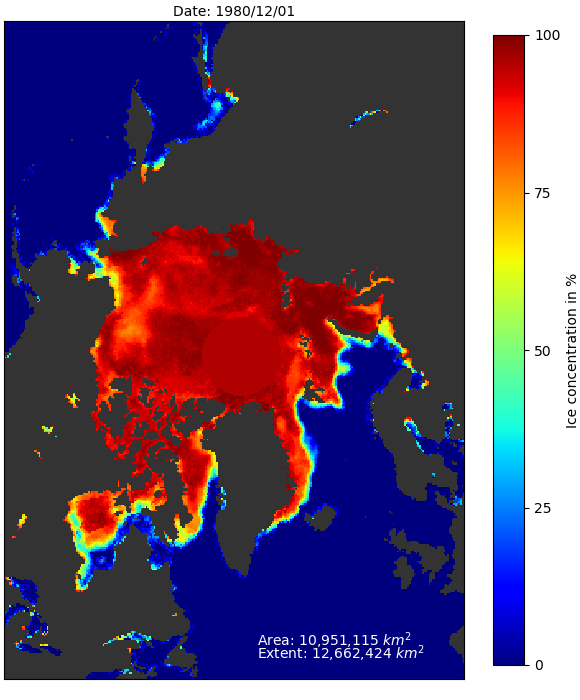 Date: 1980/12/01
100
75
50
25
0
Ice concentration in %
Area: 10,951,115 km²
Extent: 12,662,424 km²